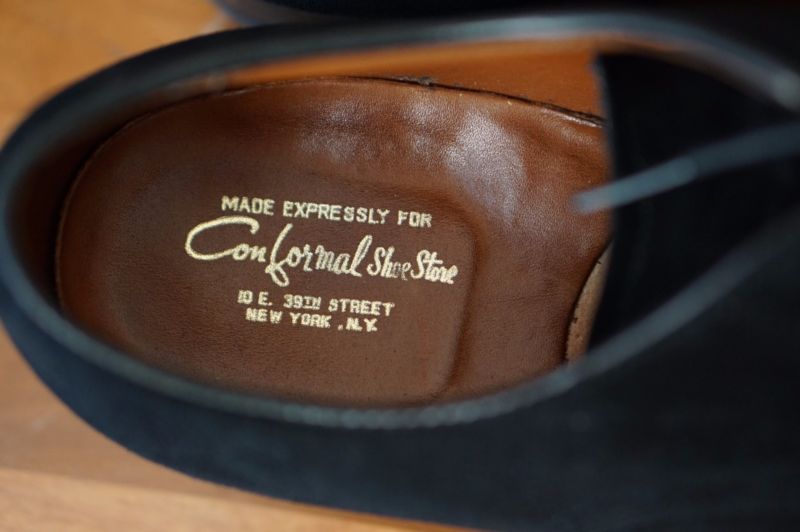 MADE EXPRESSLY FOR
Conformal Shoe Store
10 E. 39TH STREET
NEW YORK, N.Y.